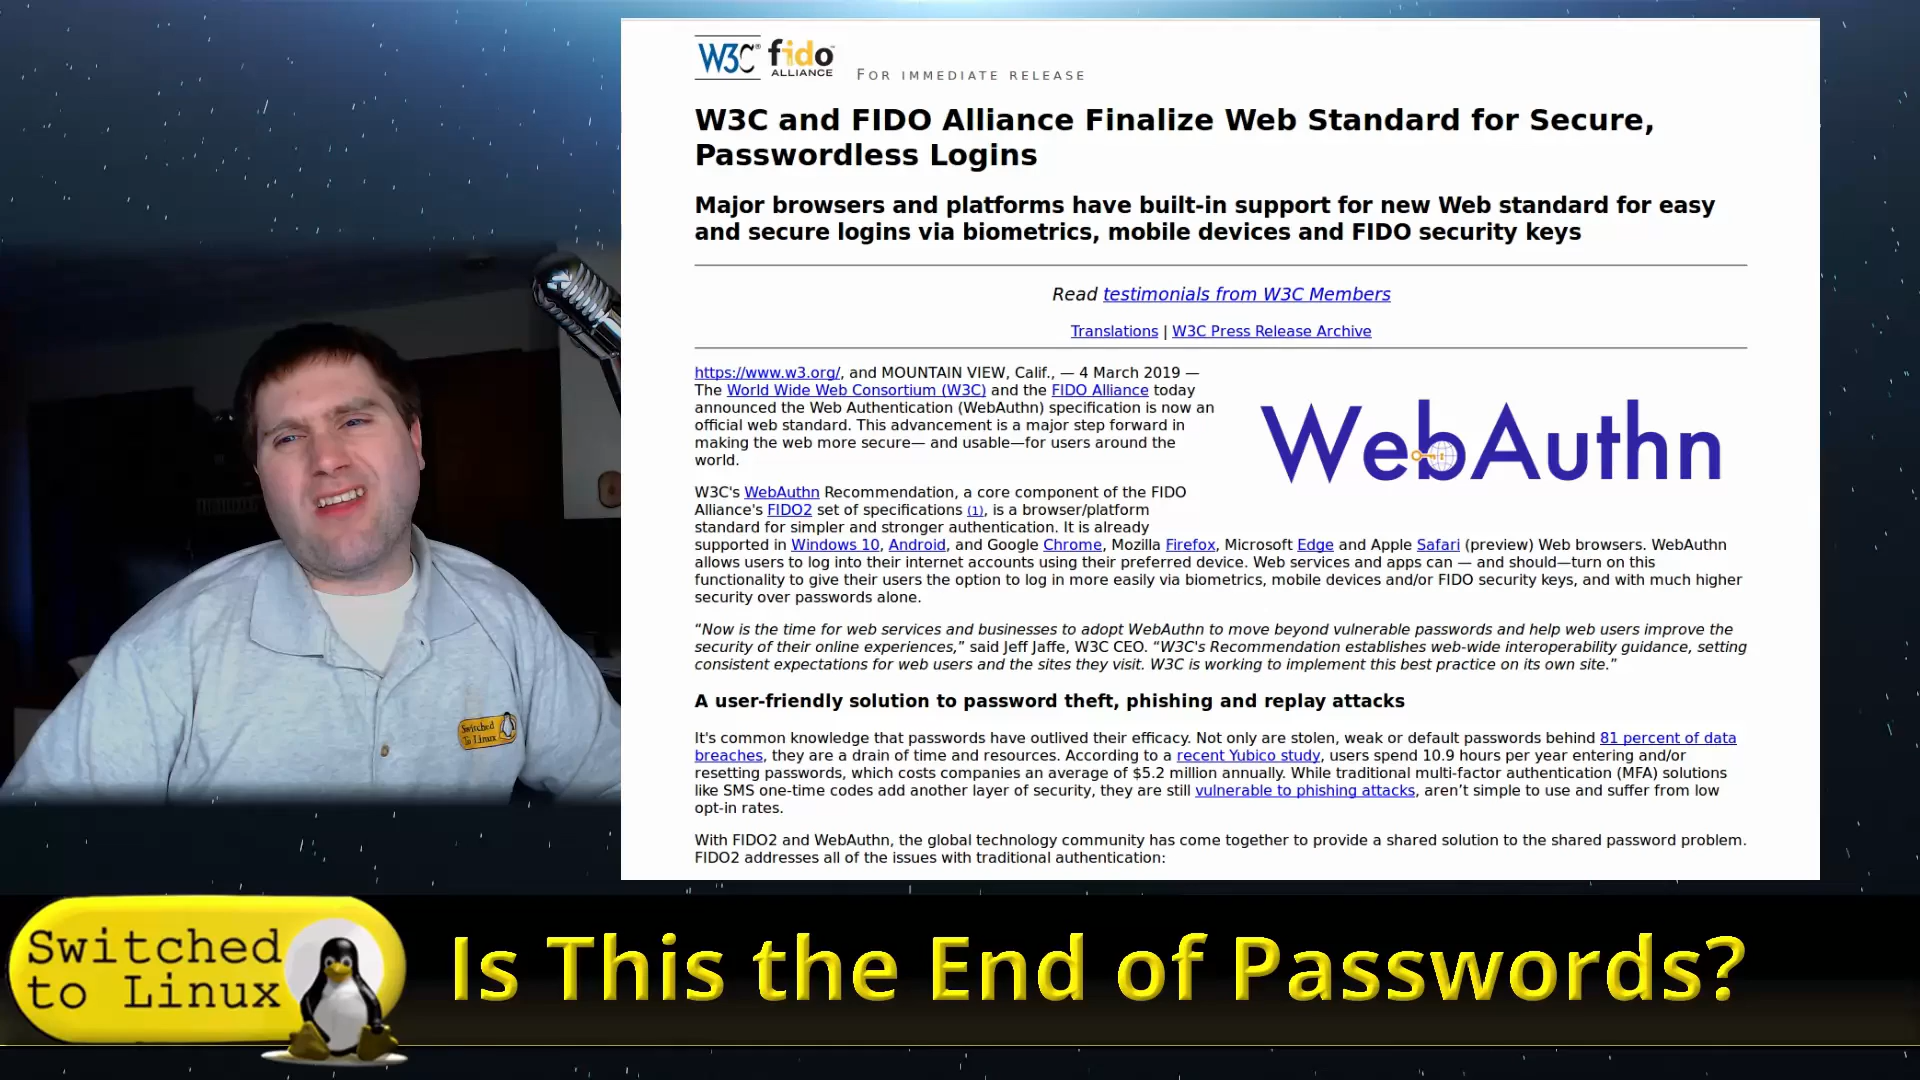 W3C® fido™
ALLIANCE
FOR IMMEDIATE RELEASE
W3C and FIDO Alliance Finalize Web Standard for Secure,
Passwordless Logins
Major browsers and platforms have built-in support for new Web standard for easy
and secure logins via biometrics, mobile devices and FIDO security keys
Read testimonials from W3C Members
Translations | W3C Press Release Archive
https://www.w3.org/, and MOUNTAIN VIEW, Calif., — 4 March 2019 —
The World Wide Web Consortium (W3C) and the FIDO Alliance today
announced the Web Authentication (WebAuthn) specification is now an
official web standard. This advancement is a major step forward in
making the web more secure— and usable—for users around the
world.
WebAuthn
W3C's WebAuthn Recommendation, a core component of the FIDO
Alliance's FIDO2 set of specifications (1), is a browser/platform
standard for simpler and stronger authentication. It is already
supported in Windows 10, Android, and Google Chrome, Mozilla Firefox, Microsoft Edge and Apple Safari (preview) Web browsers. WebAuthn
allows users to log into their internet accounts using their preferred device. Web services and apps can — and should—turn on this
functionality to give their users the option to log in more easily via biometrics, mobile devices and/or FIDO security keys, and with much higher
security over passwords alone.
“Now is the time for web services and businesses to adopt WebAuthn to move beyond vulnerable passwords and help web users improve the
security of their online experiences,” said Jeff Jaffe, W3C CEO. “W3C's Recommendation establishes web-wide interoperability guidance, setting
consistent expectations for web users and the sites they visit. W3C is working to implement this best practice on its own site.”
A user-friendly solution to password theft, phishing and replay attacks
It's common knowledge that passwords have outlived their efficacy. Not only are stolen, weak or default passwords behind 81 percent of data
breaches, they are a drain of time and resources. According to a recent Yubico study, users spend 10.9 hours per year entering and/or
resetting passwords, which costs companies an average of $5.2 million annually. While traditional multi-factor authentication (MFA) solutions
like SMS one-time codes add another layer of security, they are still vulnerable to phishing attacks, aren’t simple to use and suffer from low
opt-in rates.
With FIDO2 and WebAuthn, the global technology community has come together to provide a shared solution to the shared password problem.
FIDO2 addresses all of the issues with traditional authentication:
Switched
To Linux
Switched
to Linux
Is This the End of Passwords?